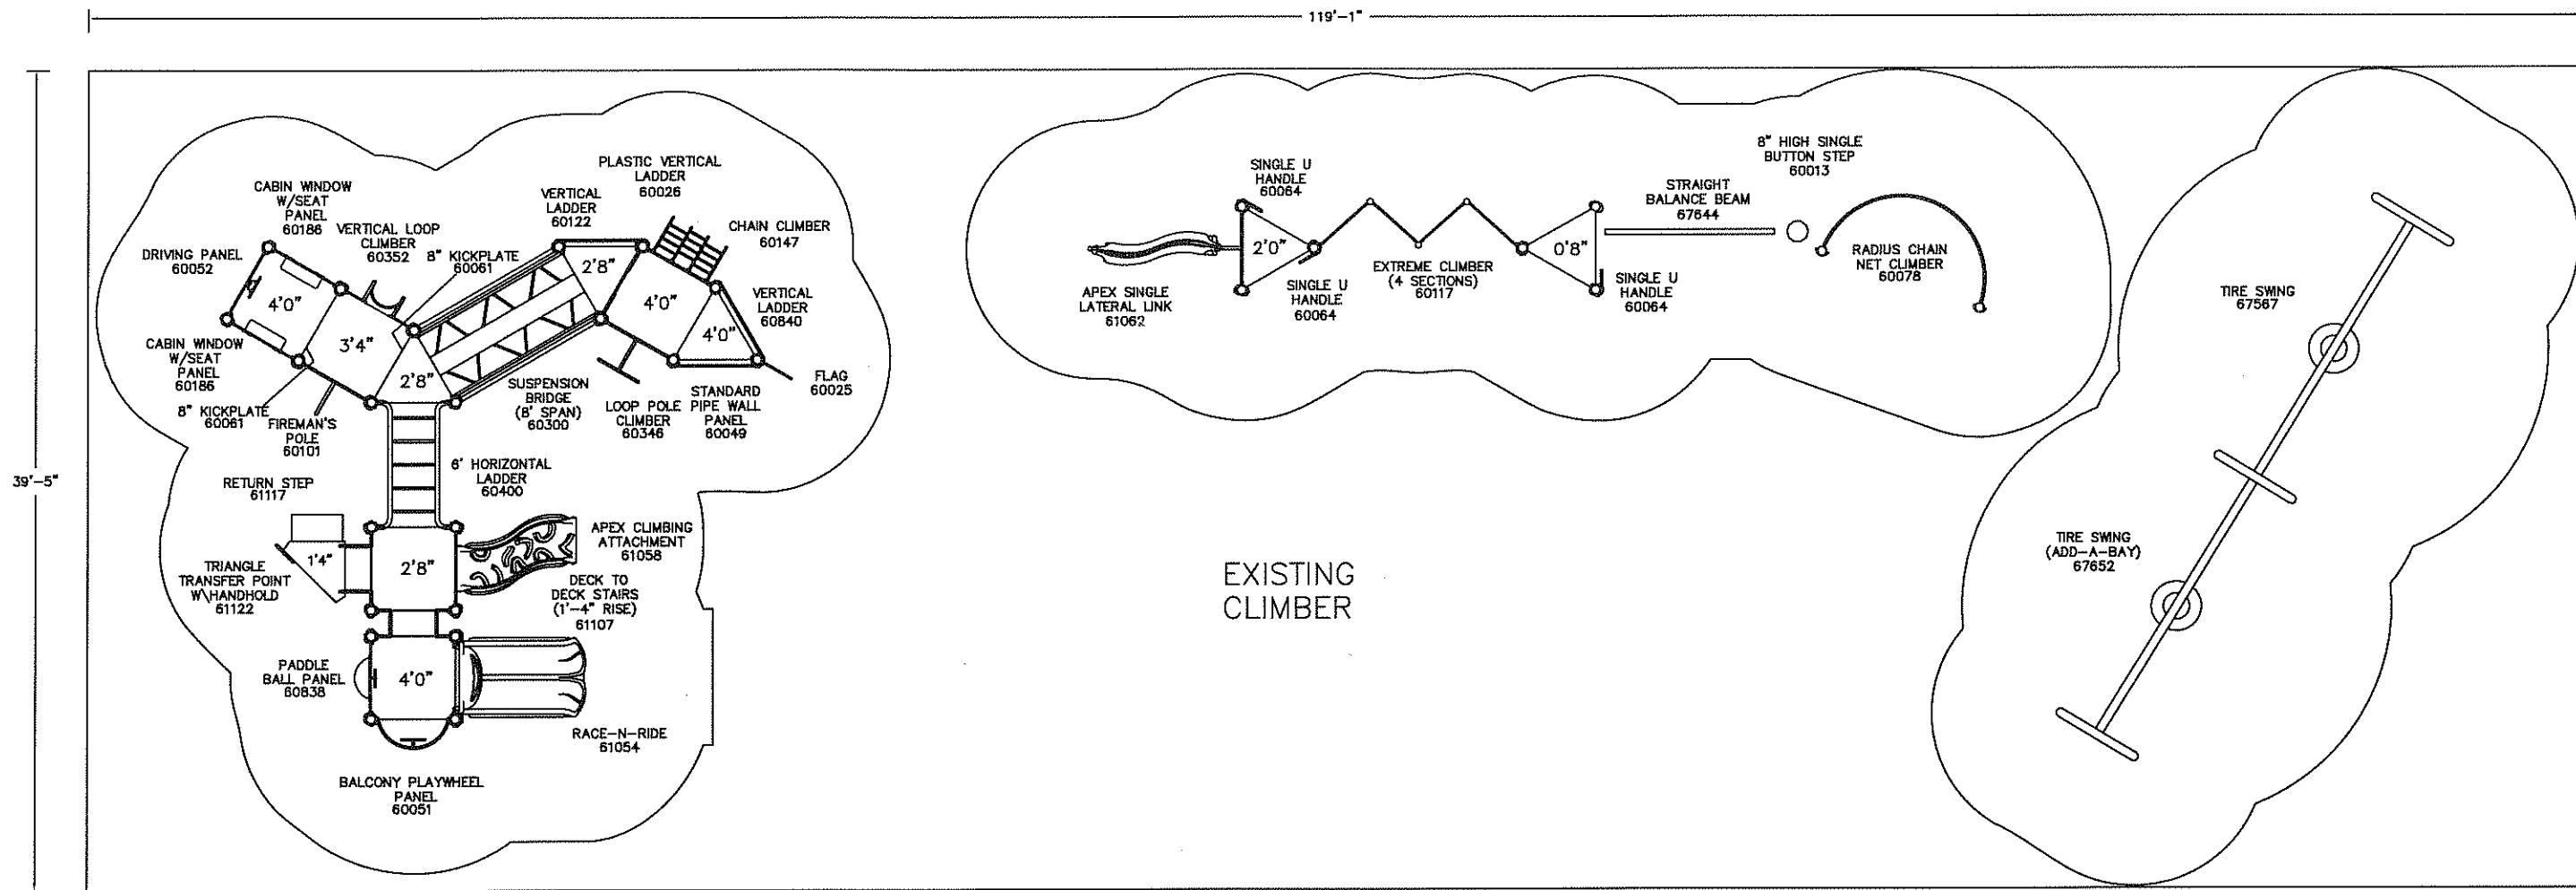 119'-1"
39'-5"
CABIN WINDOW
W/SEAT
PANEL
60186
DRIVING PANEL
60052
VERTICAL LOOP
CLIMBER
60352
8" KICKPLATE
60061
VERTICAL
LADDER
60122
PLASTIC VERTICAL
LADDER
60026
CHAIN CLIMBER
60147
VERTICAL
LADDER
60840
FLAG
60025
4'0"
3'4"
2'8"
2'8"
4'0"
4'0"
CABIN WINDOW
W/SEAT
PANEL
60186
8" KICKPLATE
60061
FIREMAN'S
POLE
60101
SUSPENSION
BRIDGE
(8' SPAN)
60300
LOOP POLE
CLIMBER
60346
STANDARD
PIPE WALL
PANEL
60049
6' HORIZONTAL
LADDER
60400
RETURN STEP
61117
1'4"
2'8"
TRIANGLE
TRANSFER POINT
W\HANDHOLD
61122
APEX CLIMBING
ATTACHMENT
61058
DECK TO
DECK STAIRS
(1'-4" RISE)
61107
PADDLE
BALL PANEL
60838
4'0"
RACE-N-RIDE
61054
BALCONY PLAYWHEEL
PANEL
60051
SINGLE U
HANDLE
60064
2'0"
APEX SINGLE
LATERAL LINK
61062
SINGLE U
HANDLE
60064
EXTREME CLIMBER
(4 SECTIONS)
60117
0'8"
SINGLE U
HANDLE
60064
STRAIGHT
BALANCE BEAM
67644
8" HIGH SINGLE
BUTTON STEP
60013
RADIUS CHAIN
NET CLIMBER
60078
EXISTING
CLIMBER
TIRE SWING
67567
TIRE SWING
(ADD-A-BAY)
67652